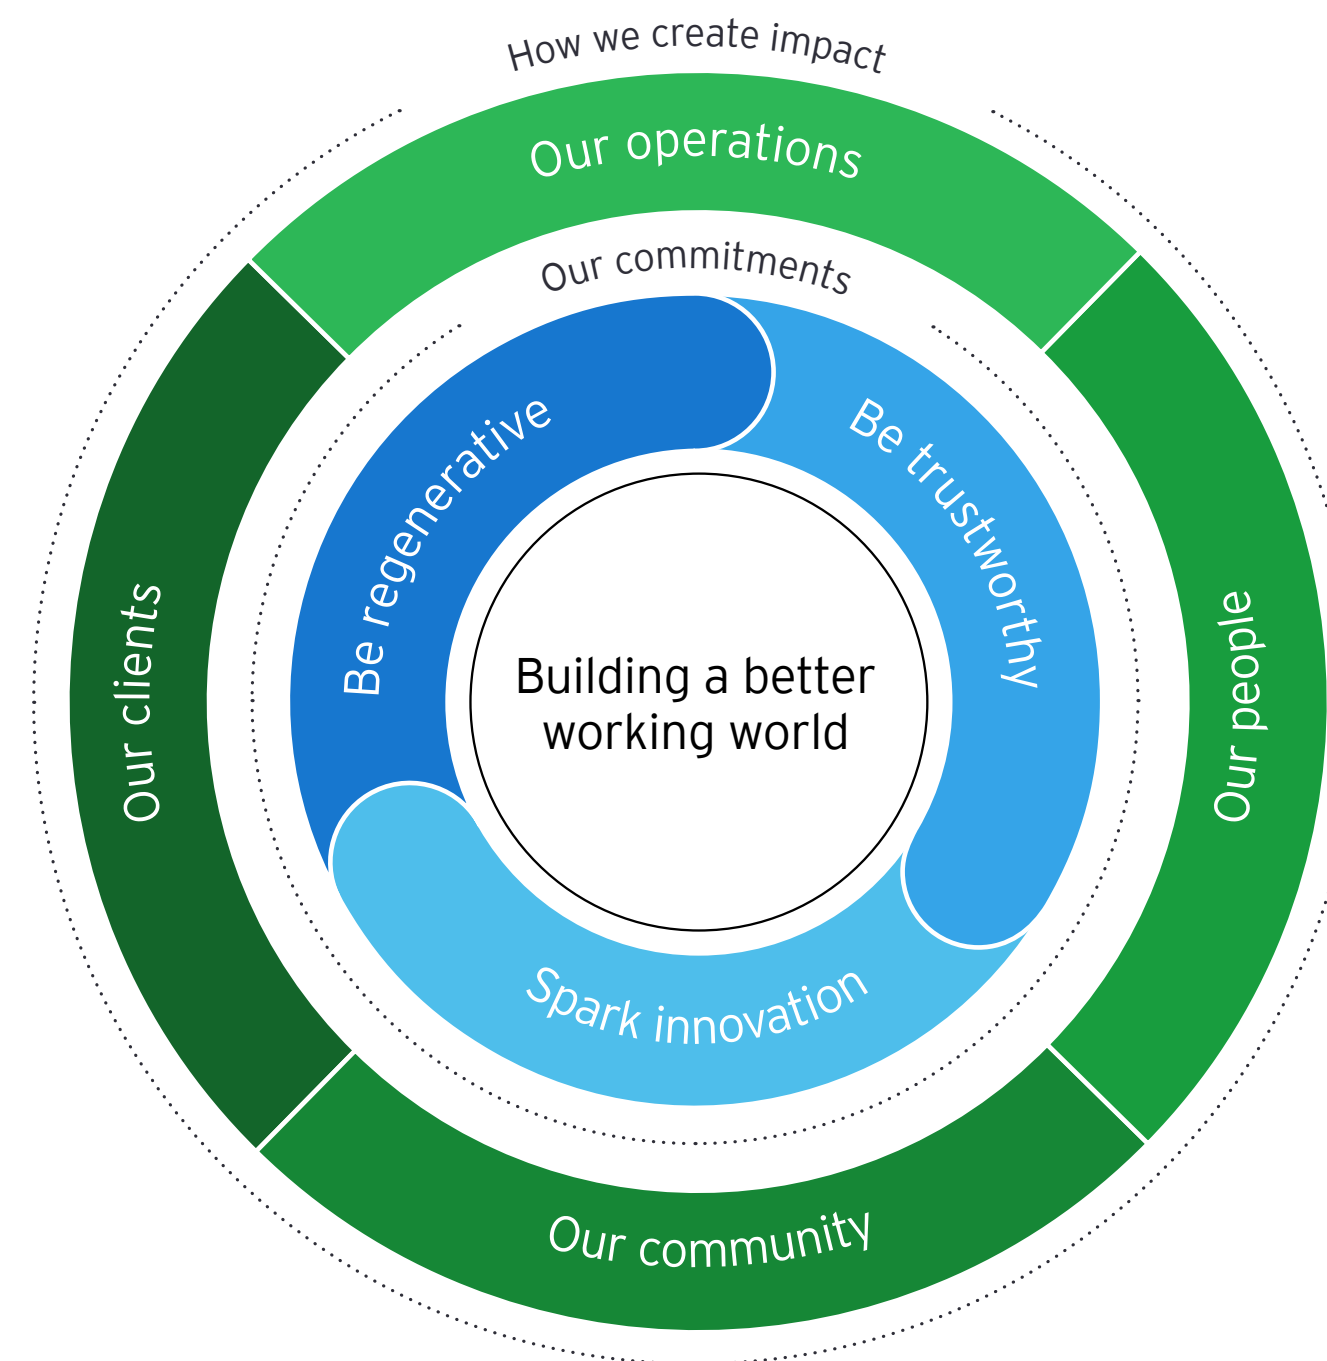 How we create impact
Our operations
Our commitments
Be regenerative
Be trustworthy
Our clients
Building a better
working world
Our people
Spark innovation
Our community